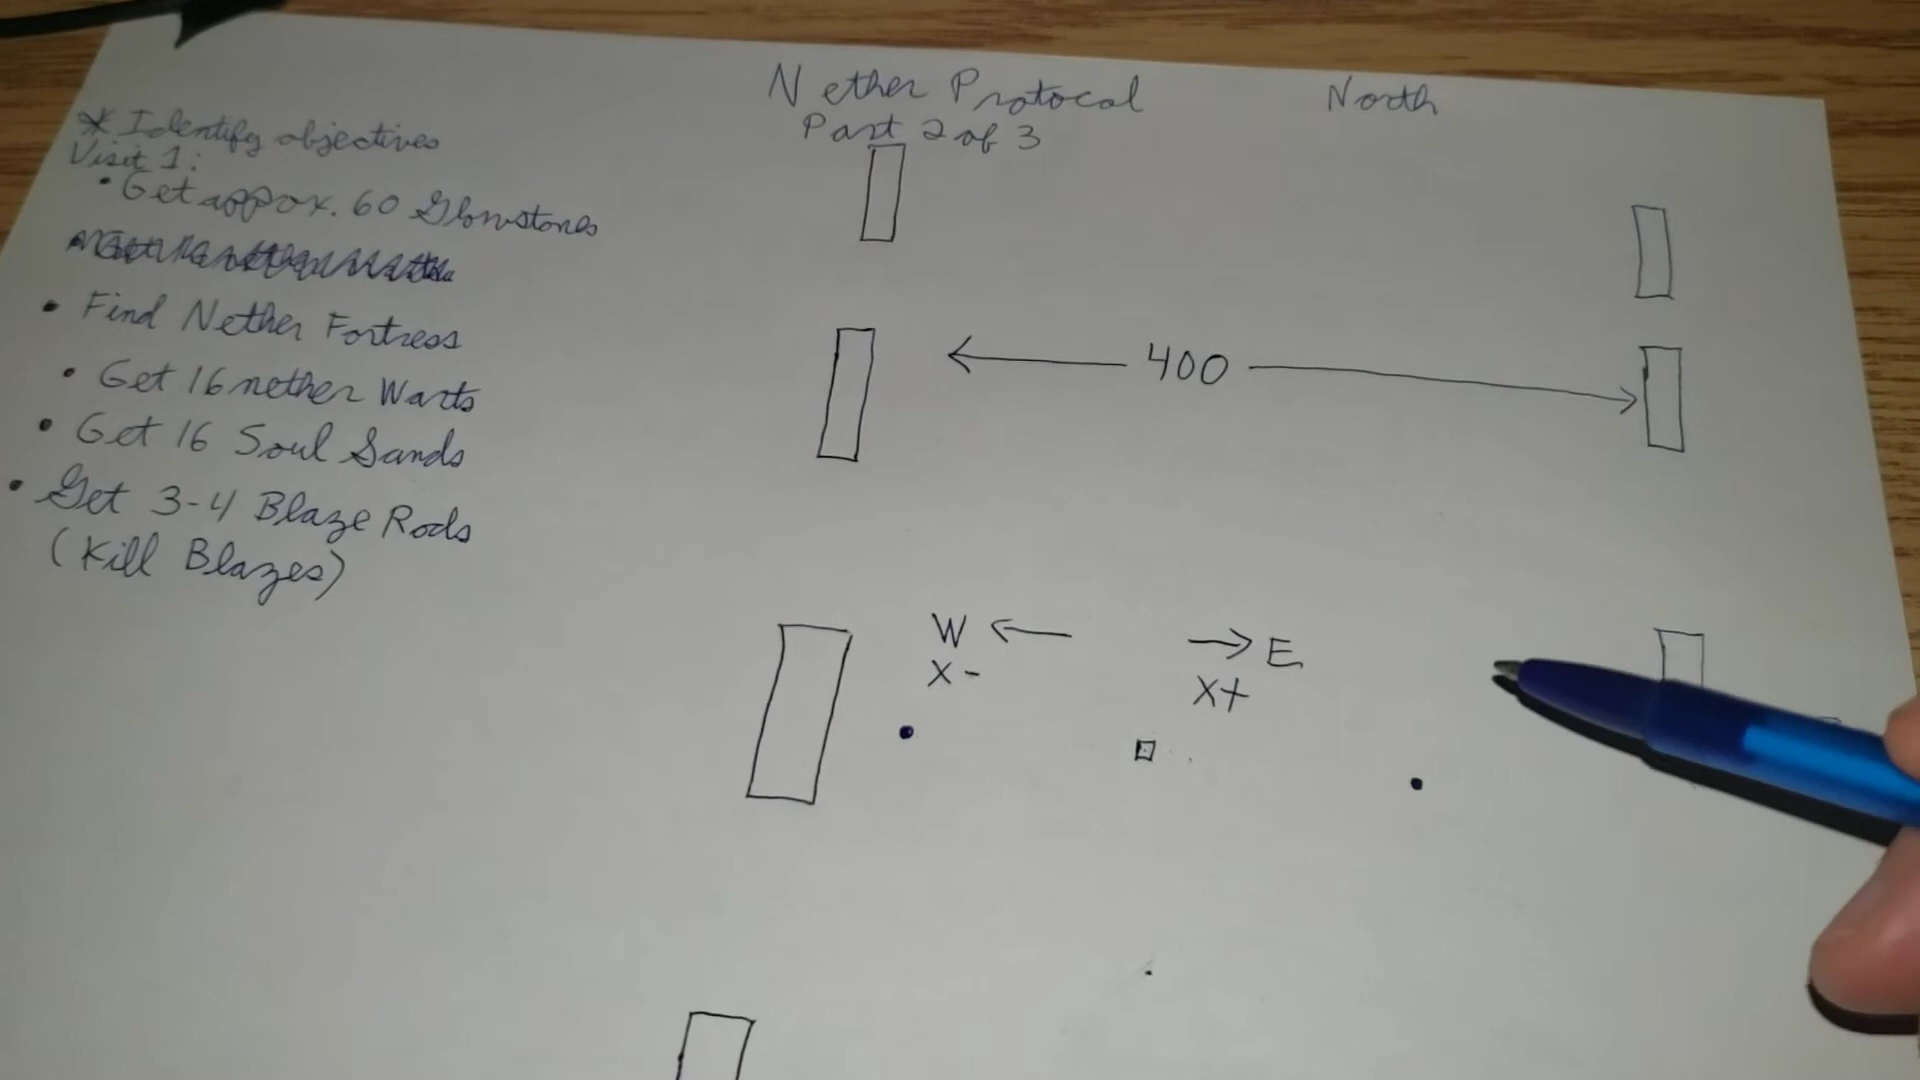 Nether Protocal
Part 2 of 3
North
* Identify objectives
Visit 1:
• Get approx. 60 Glowstones
• Find Nether Fortress
• Get 16 nether Warts
• Get 16 Soul Sands
• Get 3-4 Blaze Rods
(Kill Blazes)
400
W
X -
E
X+